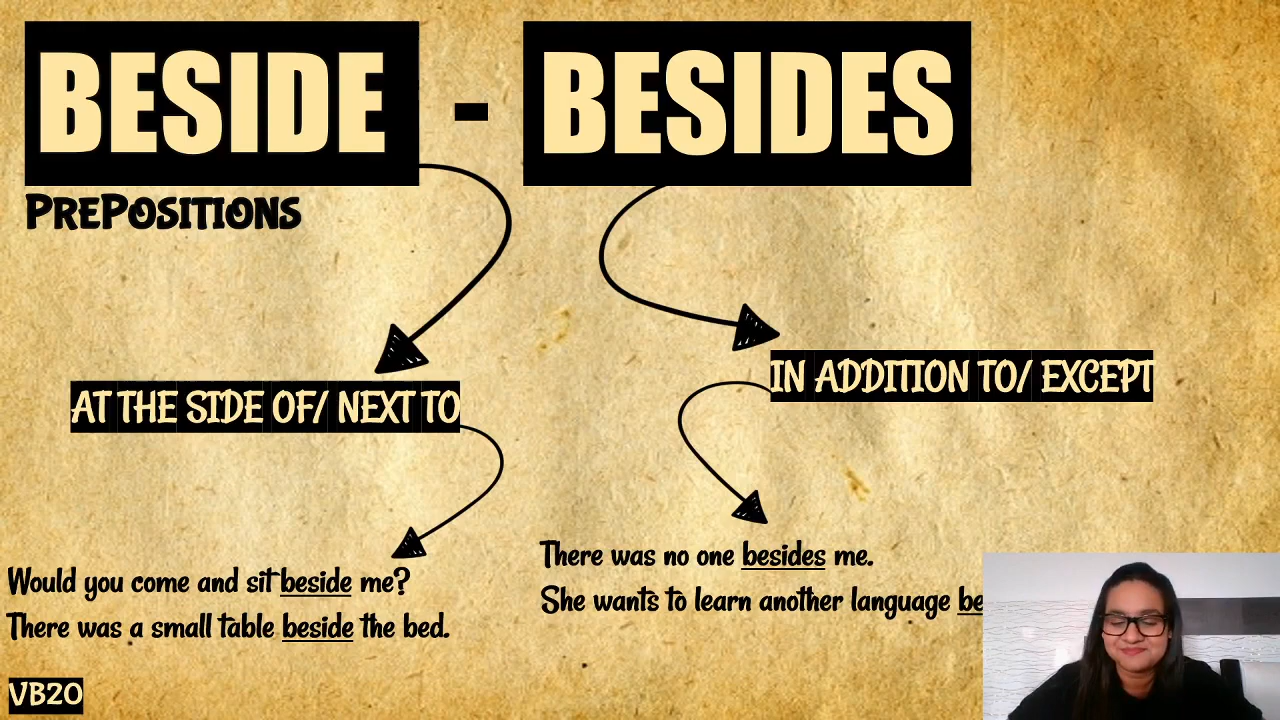 BESIDE - BESIDES
PREPOSITIONS
AT THE SIDE OF/ NEXT TO
IN ADDITION TO/ EXCEPT
Would you come and sit beside me?
There was a small table beside the bed.
There was no one besides me.
She wants to learn another language
VB20